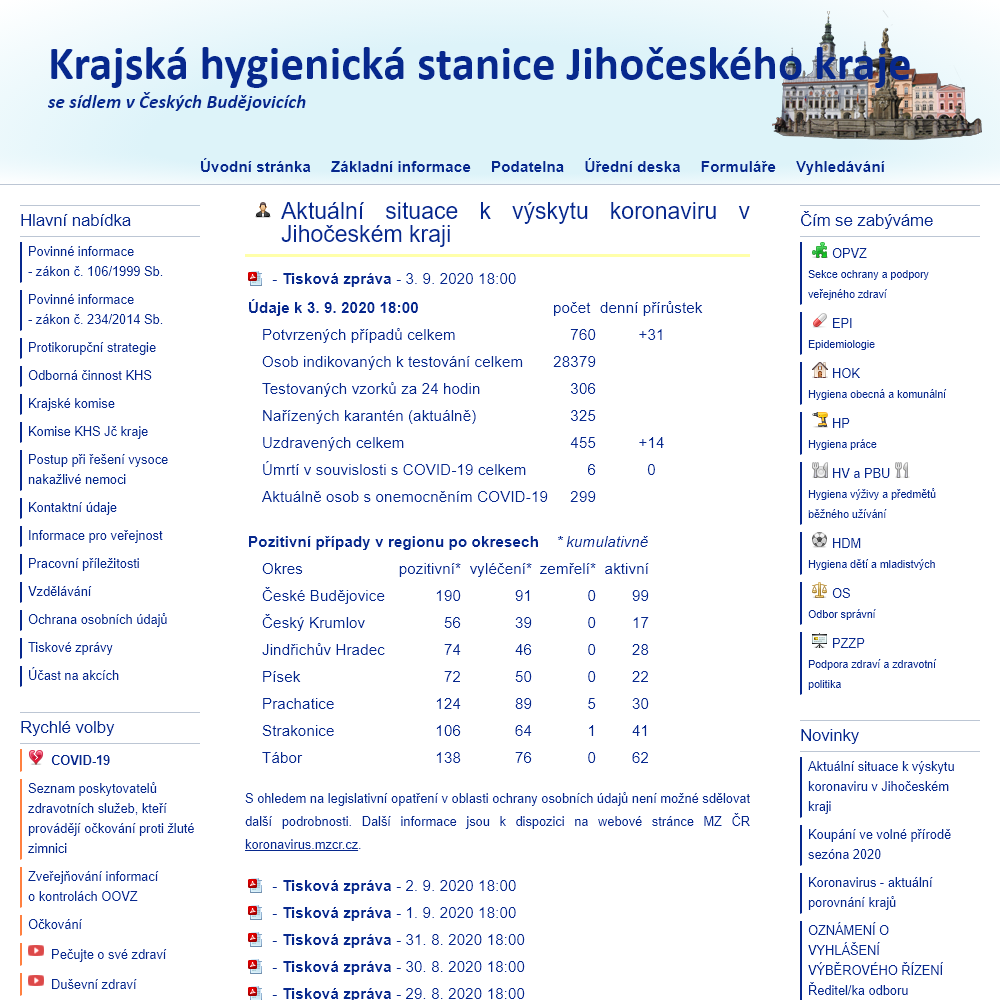 Krajská hygienická stanice Jihočeského kraje
se sídlem v Českých Budějovicích
Úvodní stránka Základní informace Podatelna Úřední deska Formuláře Vyhledávání
Hlavní nabídka
Povinné informace
- zákon č. 106/1999 Sb.
Povinné informace
- zákon č. 234/2014 Sb.
Protikorupční strategie
Odborná činnost KHS
Krajské komise
Komise KHS Jč kraje
Postup při řešení vysoce
nakažlivé nemoci
Kontaktní údaje
Informace pro veřejnost
Pracovní příležitosti
Vzdělávání
Ochrana osobních údajů
Tiskové zprávy
Účast na akcích
Rychlé volby
COVID-19
Seznam poskytovatelů
zdravotních služeb, kteří
provádějí očkování proti žluté
zimnici
Zveřejňování informací
o kontrolách OOVZ
Očkování
Pečujte o své zdraví
Duševní zdraví
Aktuální situace k výskytu koronaviru v
Jihočeském kraji
- Tisková zpráva - 3. 9. 2020 18:00
Údaje k 3. 9. 2020 18:00 počet denní přírůstek
Potvrzených případů celkem 760 +31
Osob indikovaných k testování celkem 28379
Testovaných vzorků za 24 hodin 306
Nařízených karantén (aktuálně) 325
Uzdravených celkem 455 +14
Úmrtí v souvislosti s COVID-19 celkem 6 0
Aktuálně osob s onemocněním COVID-19 299
Pozitivní případy v regionu po okresech * kumulativně
Okres pozitivní* vyléčení* zemřelí* aktivní
České Budějovice 190 91 0 99
Český Krumlov 56 39 0 17
Jindřichův Hradec 74 46 0 28
Písek 72 50 0 22
Prachatice 124 89 5 30
Strakonice 106 64 1 41
Tábor 138 76 0 62
S ohledem na legislativní opatření v oblasti ochrany osobních údajů není možné sdělovat
další podrobnosti. Další informace jsou k dispozici na webové stránce MZ ČR
koronavirus.mzcr.cz.
- Tisková zpráva - 2. 9. 2020 18:00
- Tisková zpráva - 1. 9. 2020 18:00
- Tisková zpráva - 31. 8. 2020 18:00
- Tisková zpráva - 30. 8. 2020 18:00
- Tisková zpráva - 29. 8. 2020 18:00
Čím se zabýváme
OPVZ
Sekce ochrany a podpory
veřejného zdraví
EPI
Epidemiologie
HOK
Hygiena obecná a komunální
HP
Hygiena práce
HV a PBU
Hygiena výživy a předmětů
běžného užívání
HDM
Hygiena dětí a mladistvých
OS
Odbor správní
PZZP
Podpora zdraví a zdravotní
politika
Novinky
Aktuální situace k výskytu
koronaviru v Jihočeském
kraji
Koupání ve volné přírodě
sezóna 2020
Koronavirus - aktuální
porovnání krajů
OZNÁMENÍ O
VYHLÁŠENÍ
VÝBĚROVÉHO ŘÍZENÍ
Ředitel/ka odboru